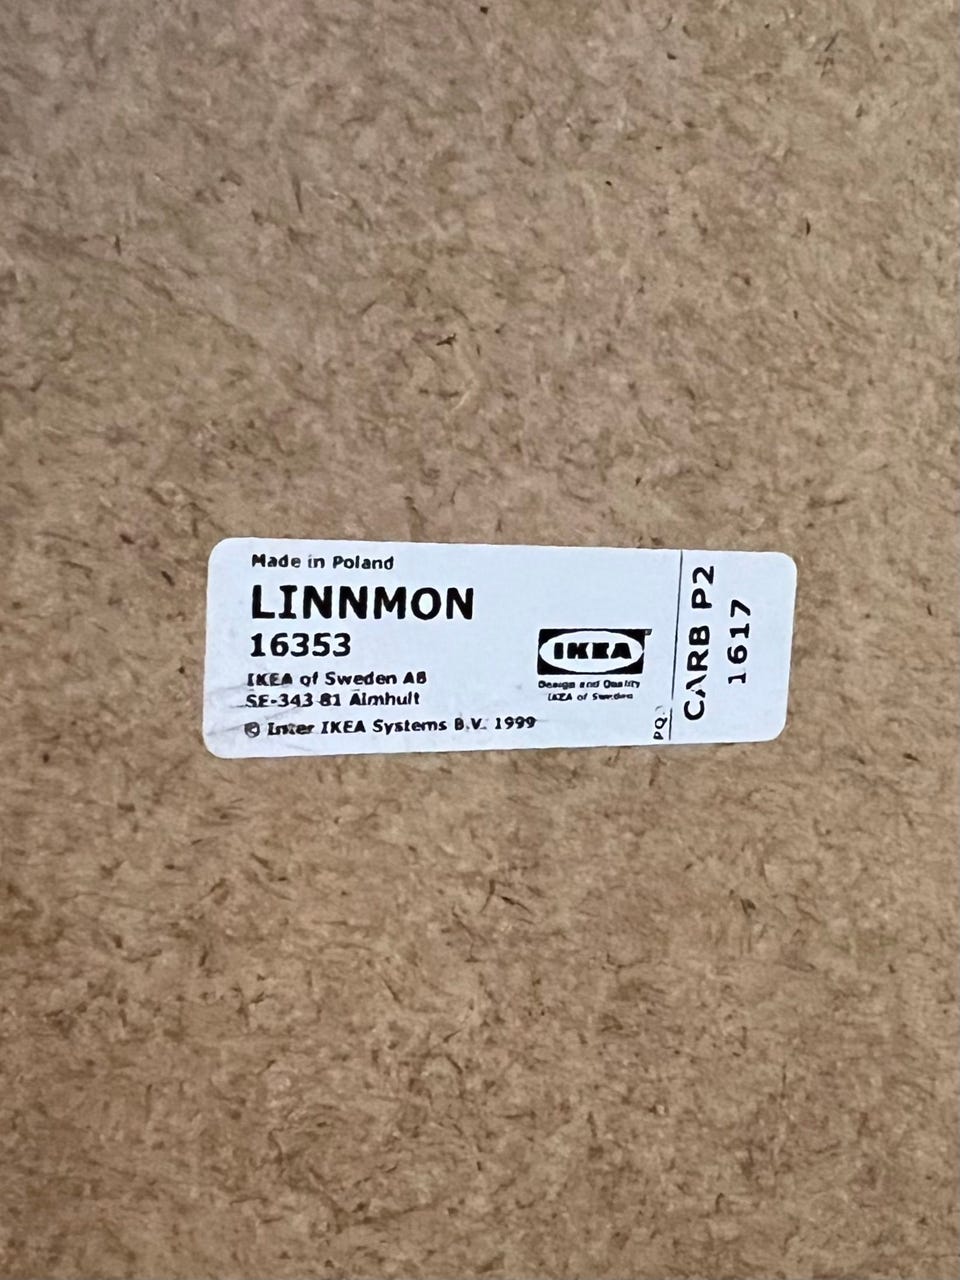 Made in Poland
LINNMON
16353
IKEA of Sweden AB
SE-343 81 Älmhult
© Inter IKEA Systems B.V. 1999
IKEA
Design and Quality
IKEA of Sweden
PQ
CARB P2
1617